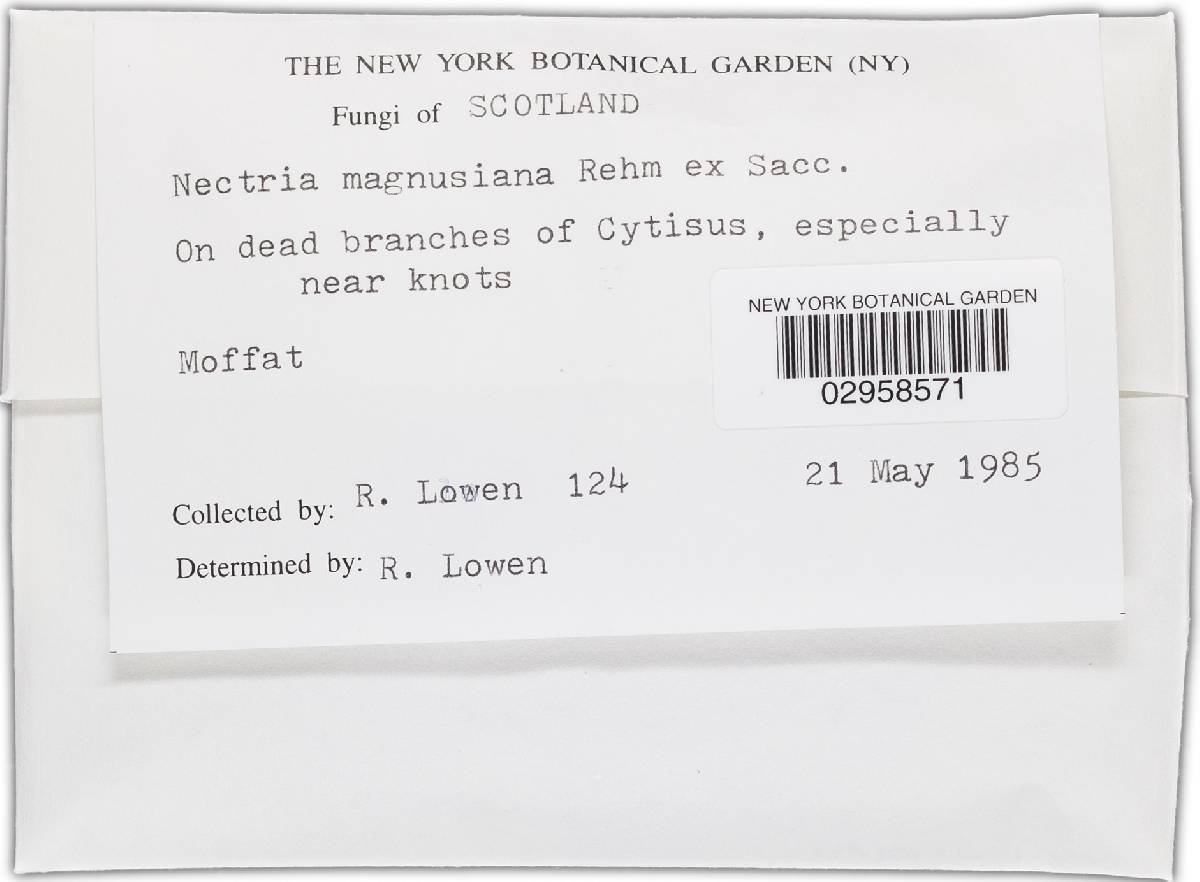 THE NEW YORK BOTANICAL GARDEN (NY)
Fungi of SCOTLAND
Nectria magnusiana Rehm ex Sacc.
On dead branches of Cytisus, especially
near knots
NEW YORK BOTANICAL GARDEN
02958571
Moffat
Collected by: R. Lowen 124 21 May 1985
Determined by: R. Lowen